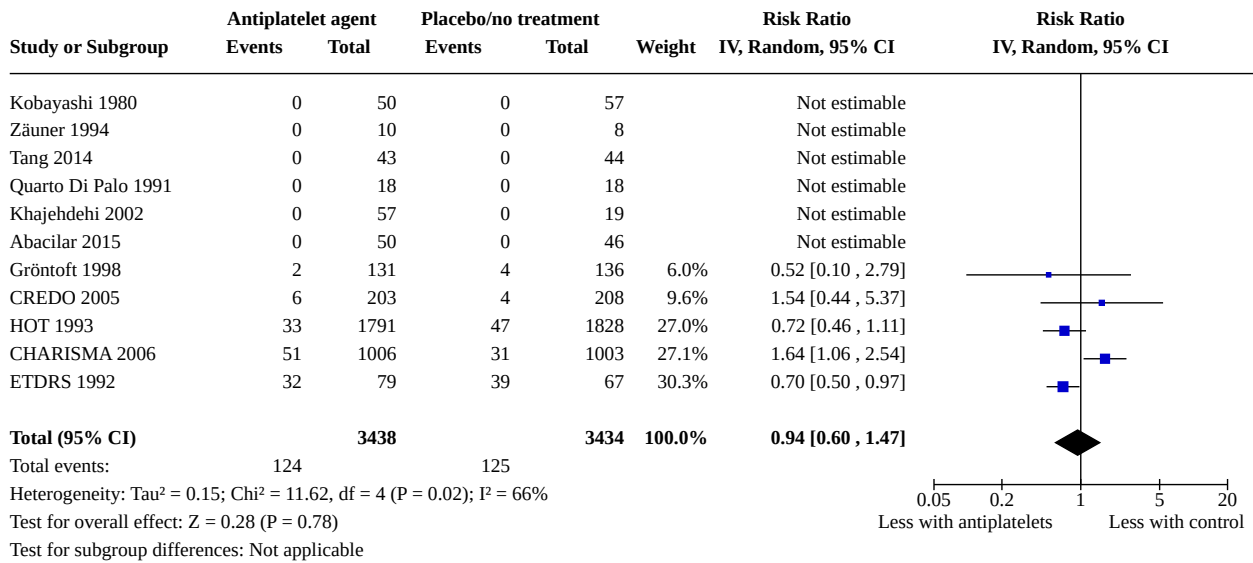 Antiplatelet agent Placebo/no treatment Risk Ratio Risk Ratio
Study or Subgroup Events Total Events Total Weight IV, Random, 95% CI IV, Random, 95% CI
Kobayashi 1980 0 50 0 57 Not estimable
Zäuner 1994 0 10 0 8 Not estimable
Tang 2014 0 43 0 44 Not estimable
Quarto Di Palo 1991 0 18 0 18 Not estimable
Khajehdehi 2002 0 57 0 19 Not estimable
Abacilar 2015 0 50 0 46 Not estimable
Gröntoft 1998 2 131 4 136 6.0% 0.52 [0.10 , 2.79]
CREDO 2005 6 203 4 208 9.6% 1.54 [0.44 , 5.37]
HOT 1993 33 1791 47 1828 27.0% 0.72 [0.46 , 1.11]
CHARISMA 2006 51 1006 31 1003 27.1% 1.64 [1.06 , 2.54]
ETDRS 1992 32 79 39 67 30.3% 0.70 [0.50 , 0.97]
Total (95% CI) 3438 3434 100.0% 0.94 [0.60 , 1.47]
Total events: 124 125
Heterogeneity: Tau² = 0.15; Chi² = 11.62, df = 4 (P = 0.02); I² = 66%
0.05 0.2 1 5 20
Test for overall effect: Z = 0.28 (P = 0.78)
Less with antiplatelets Less with control
Test for subgroup differences: Not applicable